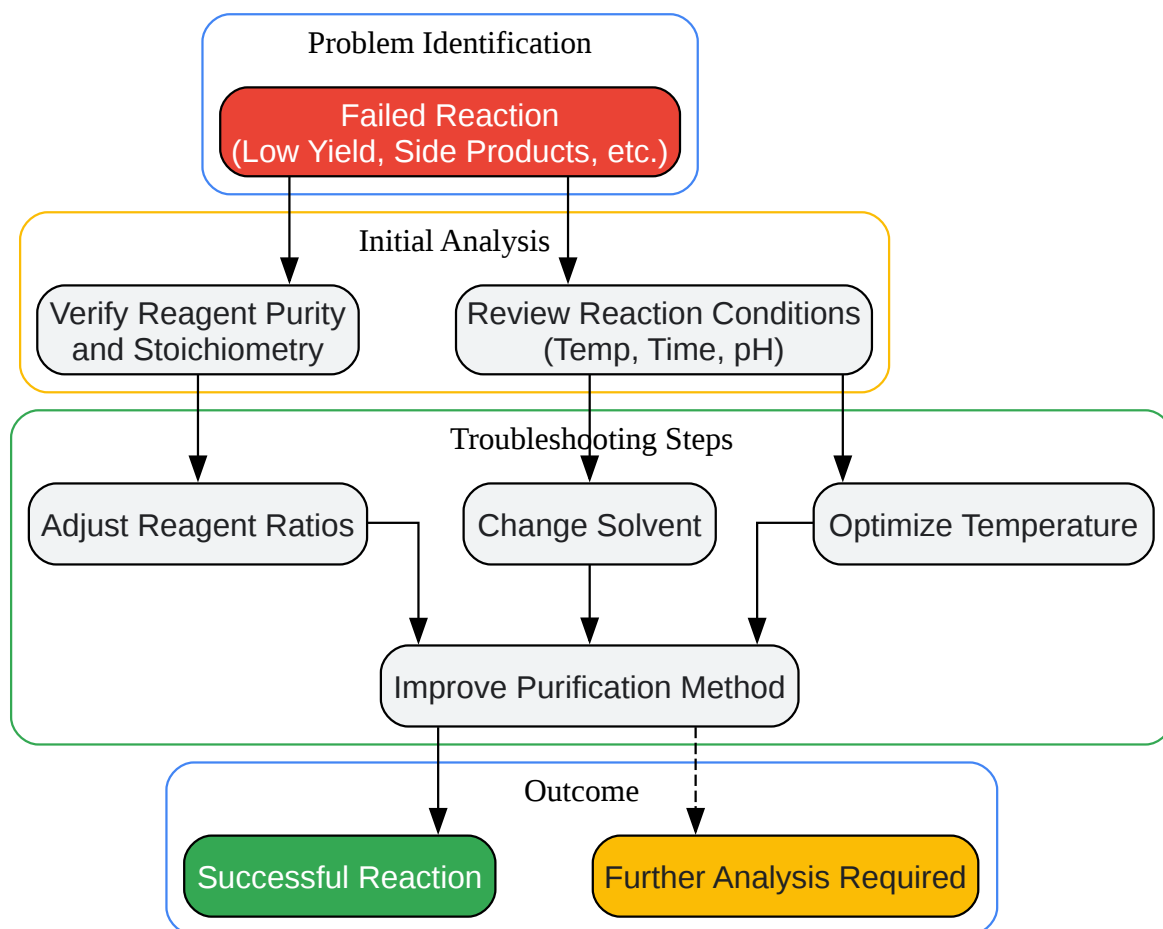 Problem Identification
Failed Reaction
(Low Yield, Side Products, etc.)
Initial Analysis
Verify Reagent Purity
and Stoichiometry
Review Reaction Conditions
(Temp, Time, pH)
Troubleshooting Steps
Adjust Reagent Ratios
Change Solvent
Optimize Temperature
Improve Purification Method
Outcome
Successful Reaction
Further Analysis Required